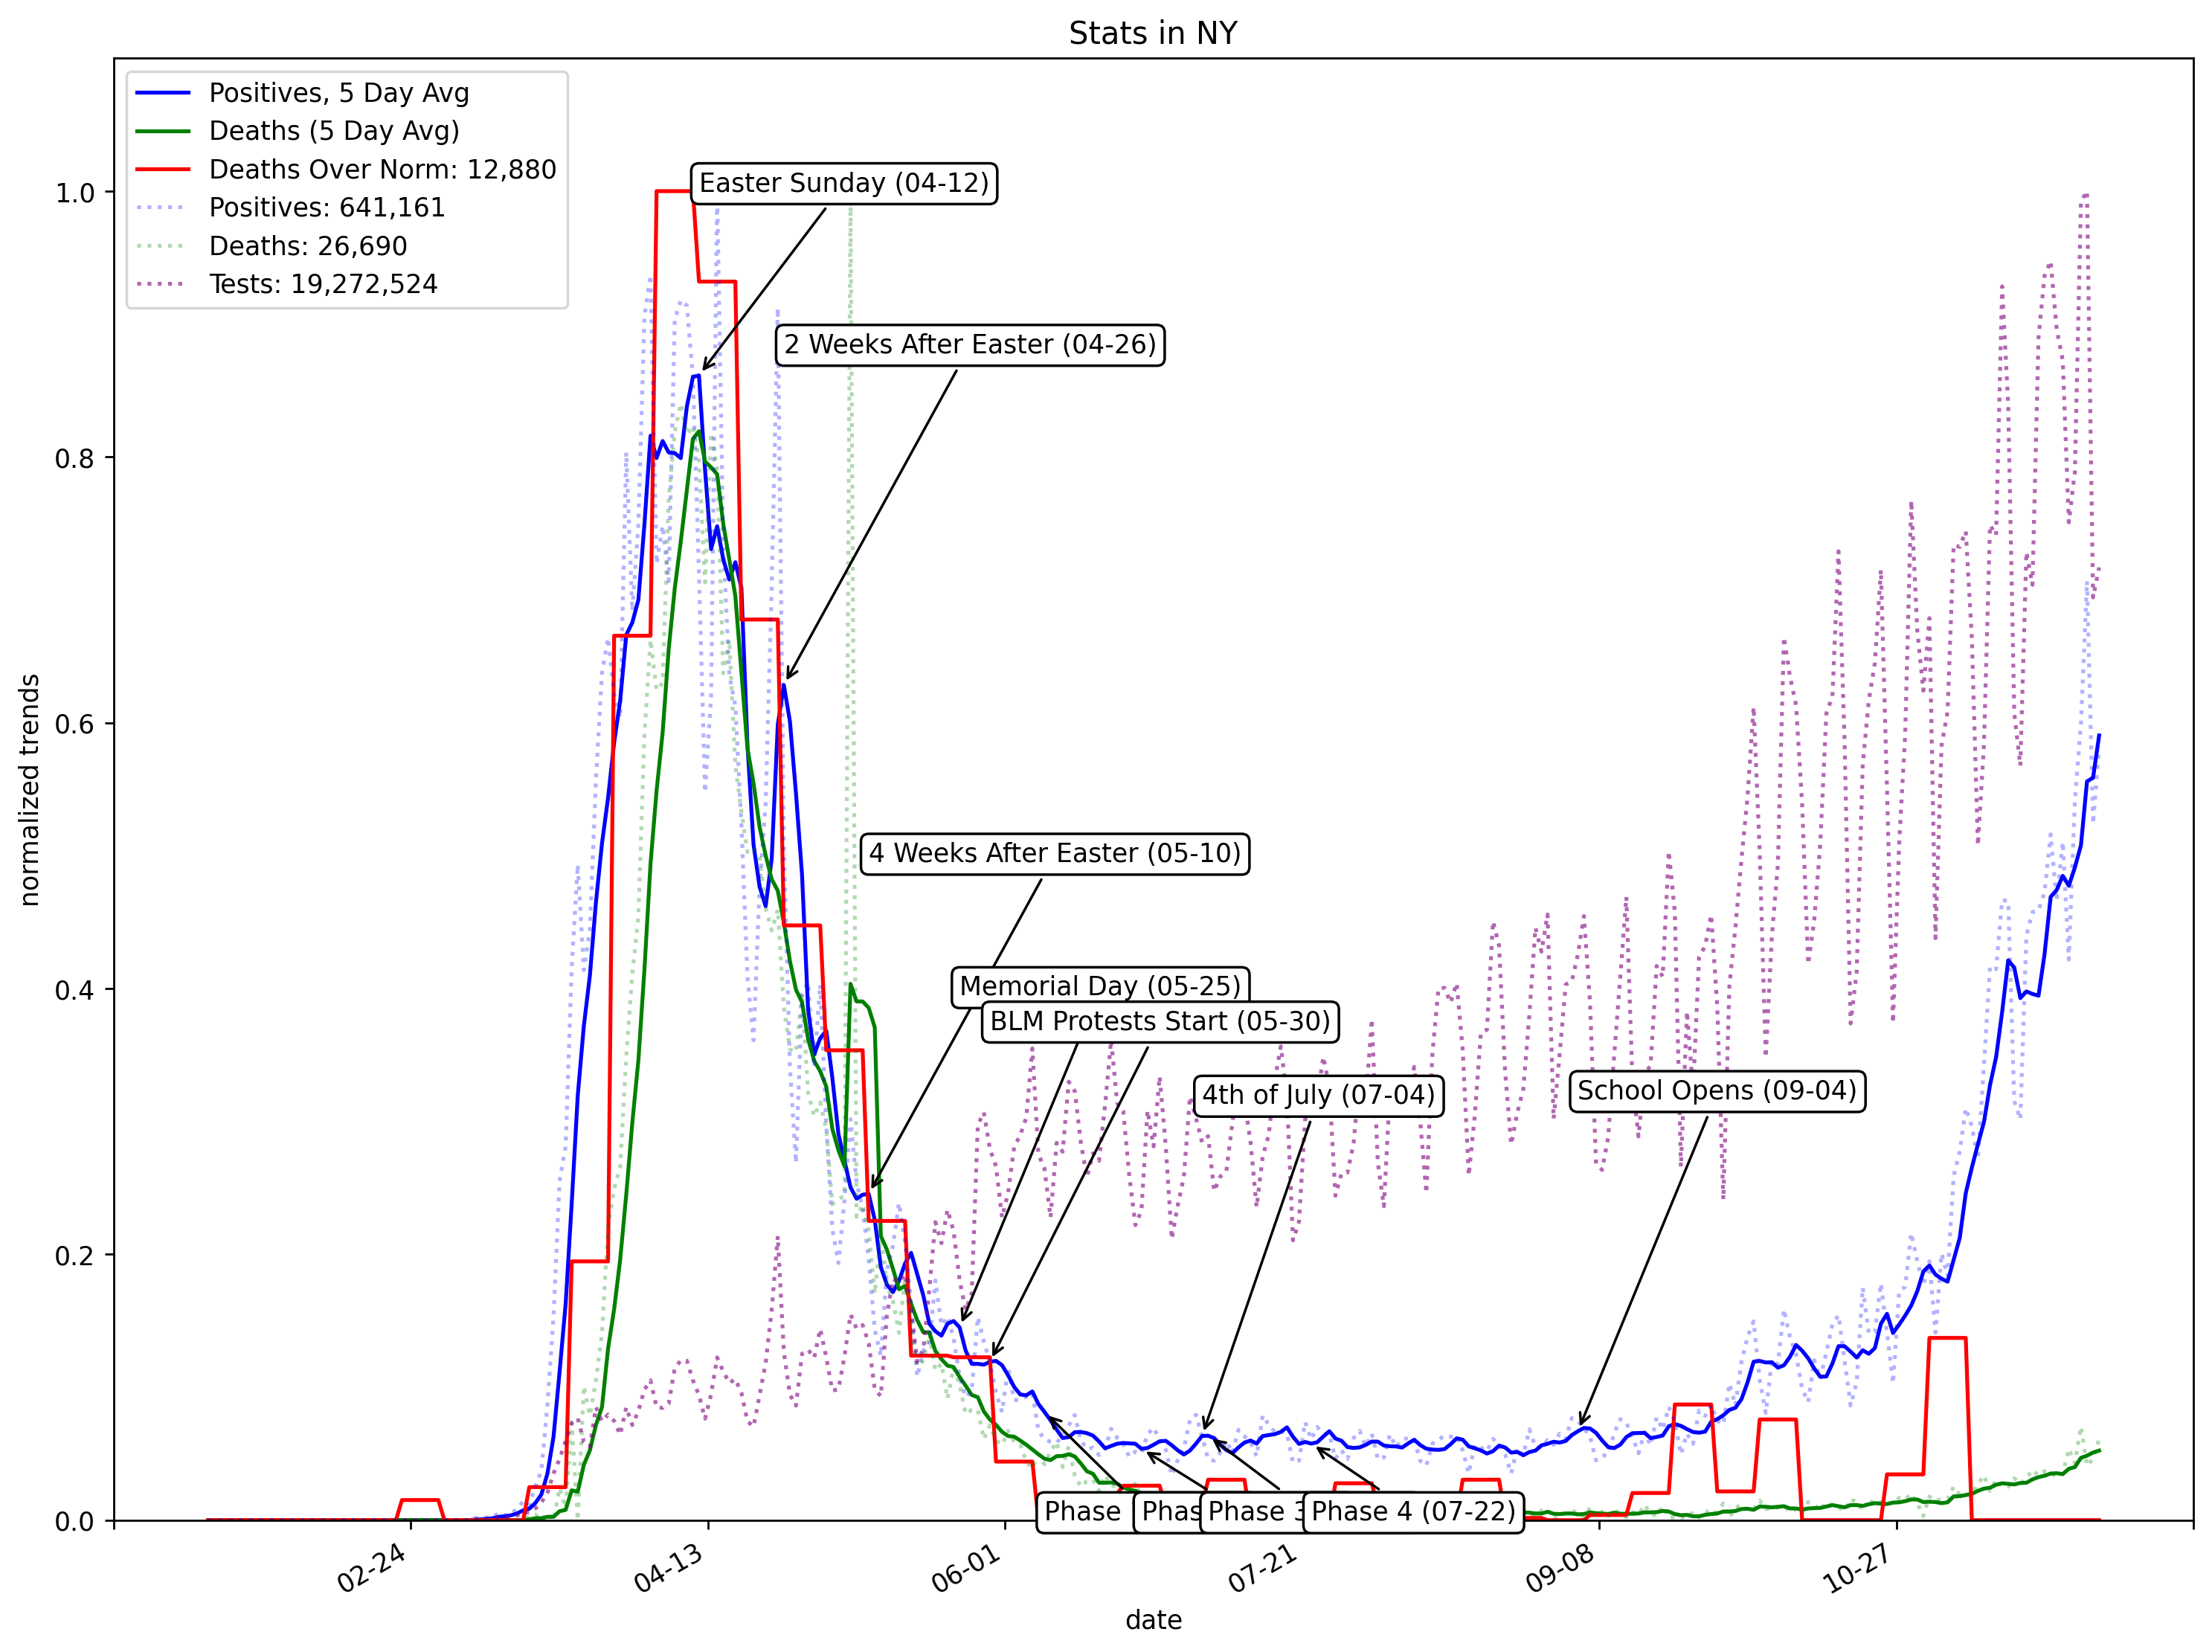 Stats in NY
Positives, 5 Day Avg
Deaths (5 Day Avg)
Deaths Over Norm: 12,880
Positives: 641,161
Deaths: 26,690
Tests: 19,272,524
Easter Sunday (04-12)
2 Weeks After Easter (04-26)
4 Weeks After Easter (05-10)
Memorial Day (05-25)
BLM Protests Start (05-30)
4th of July (07-04)
School Opens (09-04)
Phase
Phase 3
Phase 4 (07-22)
1.0
0.8
0.6
0.4
0.2
0.0
normalized trends
02-24
04-13
06-01
07-21
09-08
10-27
date